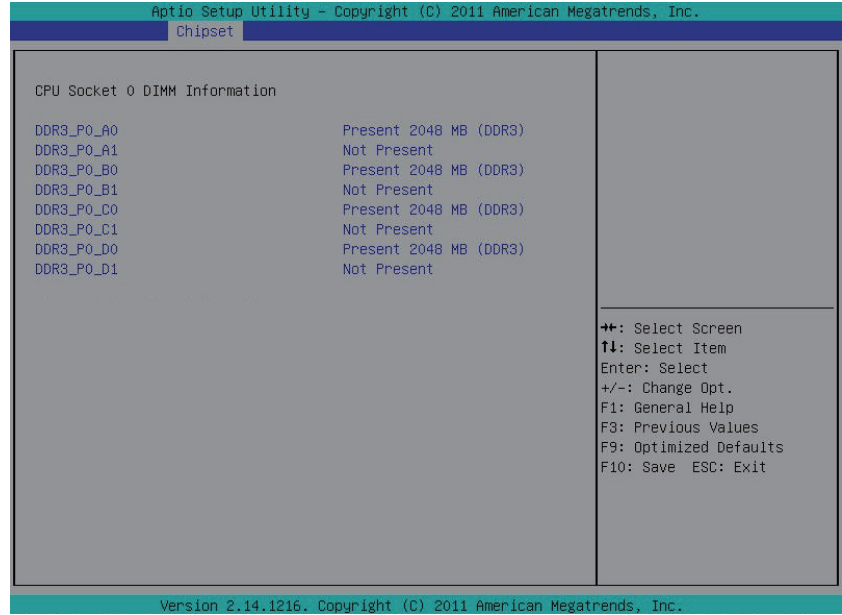 Aptio Setup Utility – Copyright (C) 2011 American Megatrends, Inc.
Chipset
CPU Socket 0 DIMM Information
DDR3_P0_A0 Present 2048 MB (DDR3)
DDR3_P0_A1 Not Present
DDR3_P0_B0 Present 2048 MB (DDR3)
DDR3_P0_B1 Not Present
DDR3_P0_C0 Present 2048 MB (DDR3)
DDR3_P0_C1 Not Present
DDR3_P0_D0 Present 2048 MB (DDR3)
DDR3_P0_D1 Not Present
→←: Select Screen
↑↓: Select Item
Enter: Select
+/-: Change Opt.
F1: General Help
F3: Previous Values
F9: Optimized Defaults
F10: Save ESC: Exit
Version 2.14.1216. Copyright (C) 2011 American Megatrends, Inc.